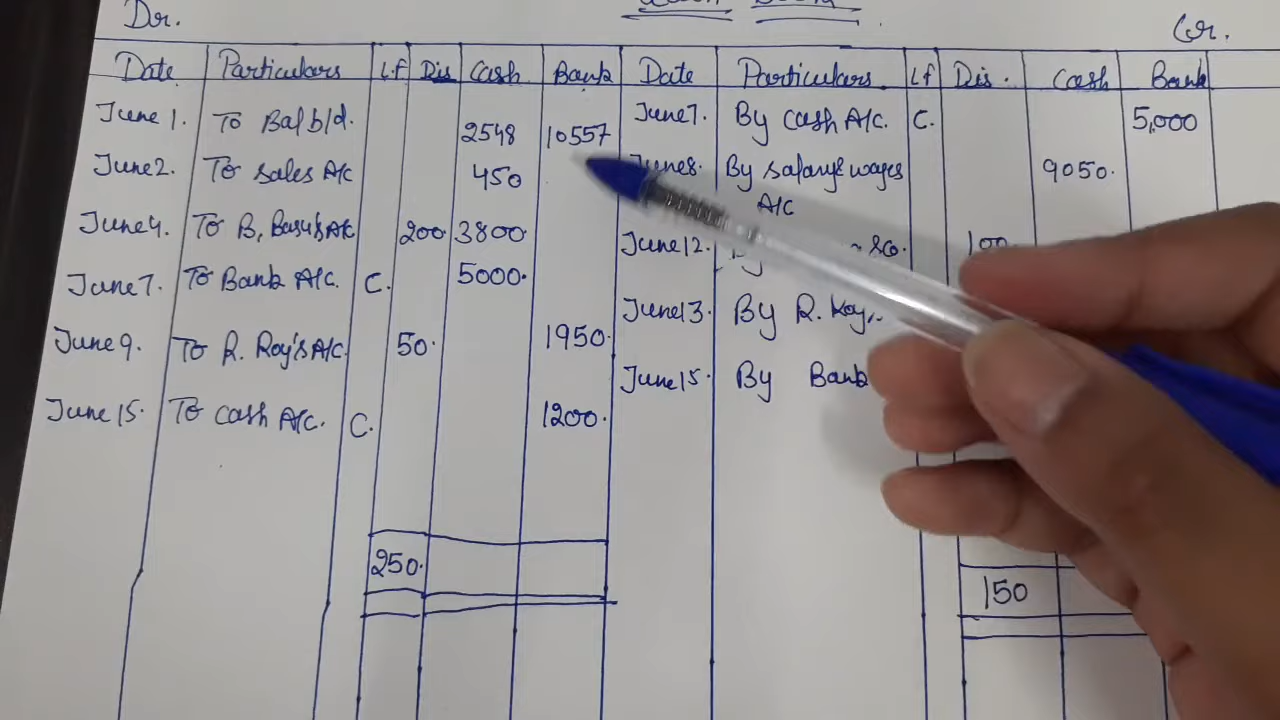 Dr.
Cr.
Date Particulars L.f Dis Cash Bank Date Particulars Lf Dis. Cash Bank
June 1. To Bal b/d. 2548 10557 June 7. By Cash A/c. C. 5,000
June 2. To Sales A/c 450 June 8. By salary & wages 9050.
A/c
June 4. To B, Basu's A/c 200 3800. June 12. 100
June 7. To Bank A/c. C. 5000. June 13. By R. Roy
June 9. To R. Roy's A/c. 50. 1950. June 15. By Bank
June 15. To Cash A/c. C. 1200.
250. 150